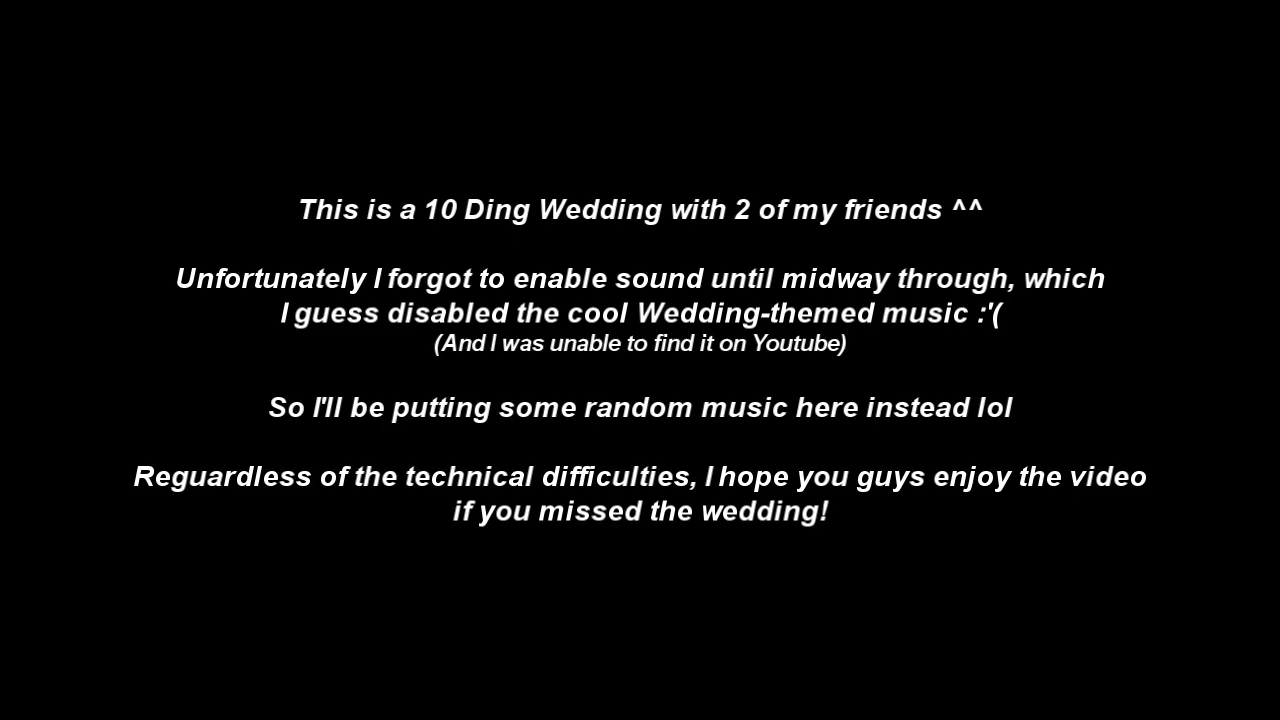 This is a 10 Ding Wedding with 2 of my friends ^^
Unfortunately I forgot to enable sound until midway through, which
I guess disabled the cool Wedding-themed music :'(
(And I was unable to find it on Youtube)
So I'll be putting some random music here instead lol
Reguardless of the technical difficulties, I hope you guys enjoy the video
if you missed the wedding!